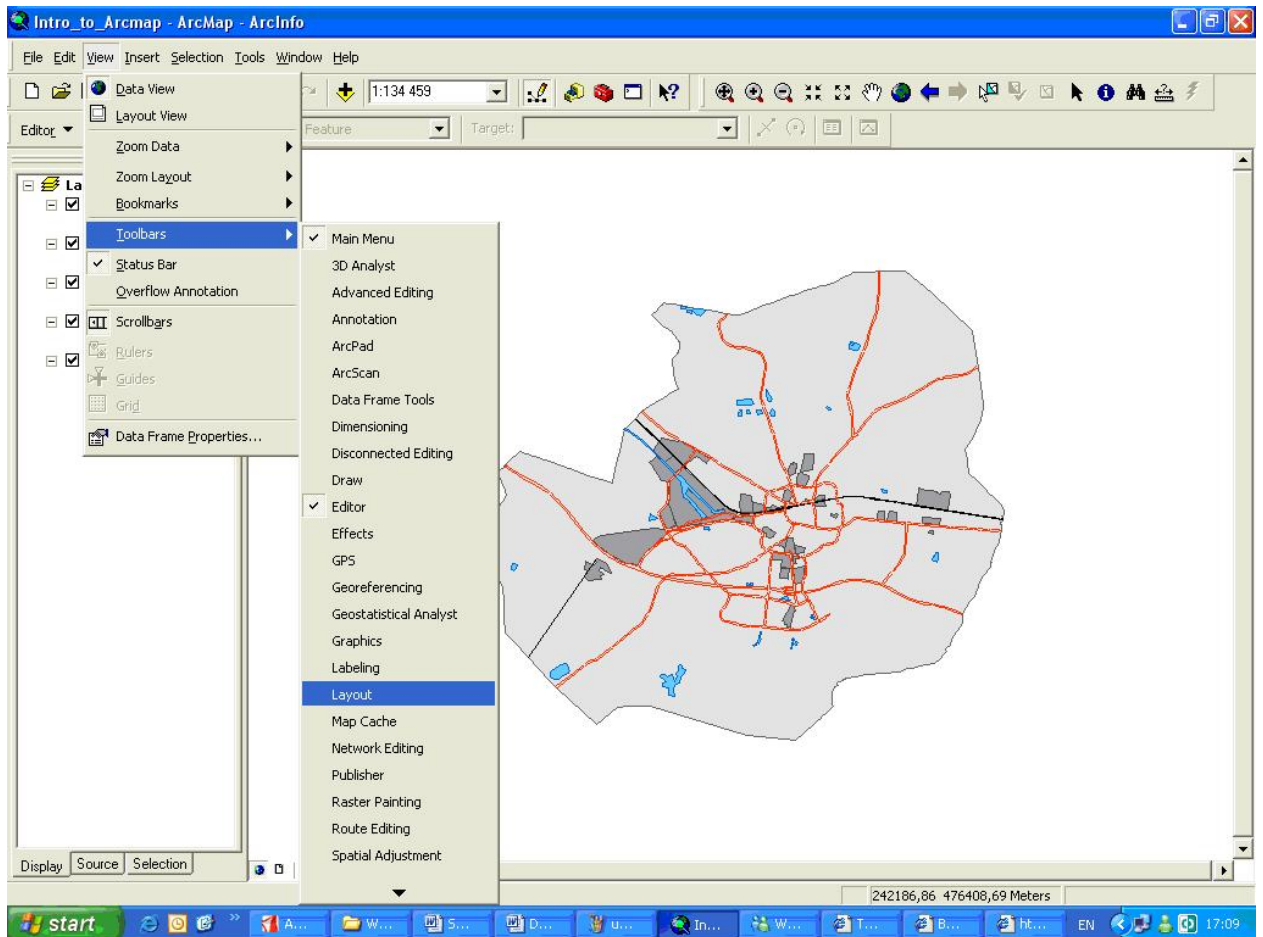 Intro_to_Arcmap - ArcMap - ArcInfo
File Edit View Insert Selection Tools Window Help
1:134 459
Editor
Feature
Target:
Data View
Layout View
Zoom Data
Zoom Layout
Bookmarks
Toolbars
Status Bar
Overflow Annotation
Scrollbars
Rulers
Guides
Grid
Data Frame Properties...
La
Main Menu
3D Analyst
Advanced Editing
Annotation
ArcPad
ArcScan
Data Frame Tools
Dimensioning
Disconnected Editing
Draw
Editor
Effects
GPS
Georeferencing
Geostatistical Analyst
Graphics
Labeling
Layout
Map Cache
Network Editing
Publisher
Raster Painting
Route Editing
Spatial Adjustment
Display Source Selection
242186,86 476408,69 Meters
start A... W... S... D... u... In... W... T... B... ht... EN 17:09